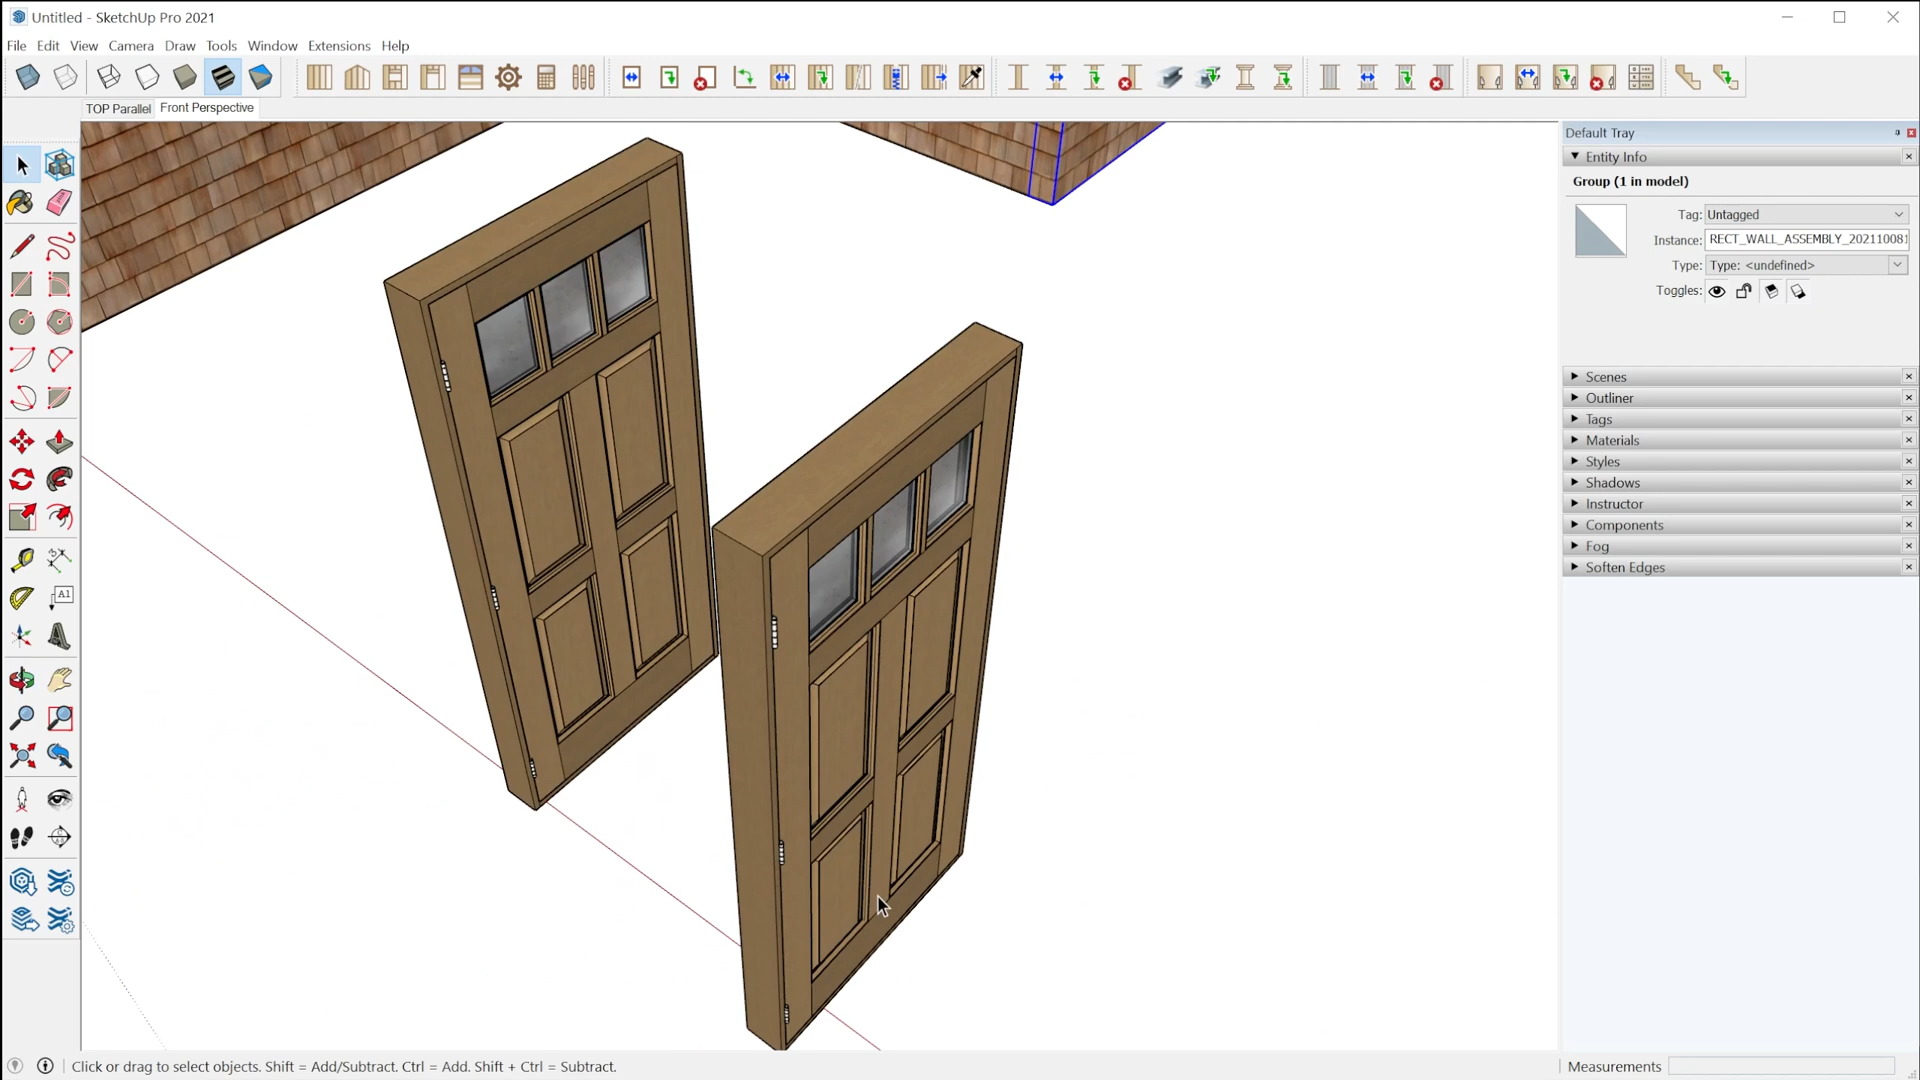 Untitled - SketchUp Pro 2021
File Edit View Camera Draw Tools Window Extensions Help
TOP Parallel Front Perspective
Default Tray
Entity Info
Group (1 in model)
Tag: Untagged
Instance: RECT_WALL_ASSEMBLY_202110081
Type: Type: <undefined>
Toggles:
Scenes
Outliner
Tags
Materials
Styles
Shadows
Instructor
Components
Fog
Soften Edges
A1
Click or drag to select objects. Shift = Add/Subtract. Ctrl = Add. Shift + Ctrl = Subtract.
Measurements